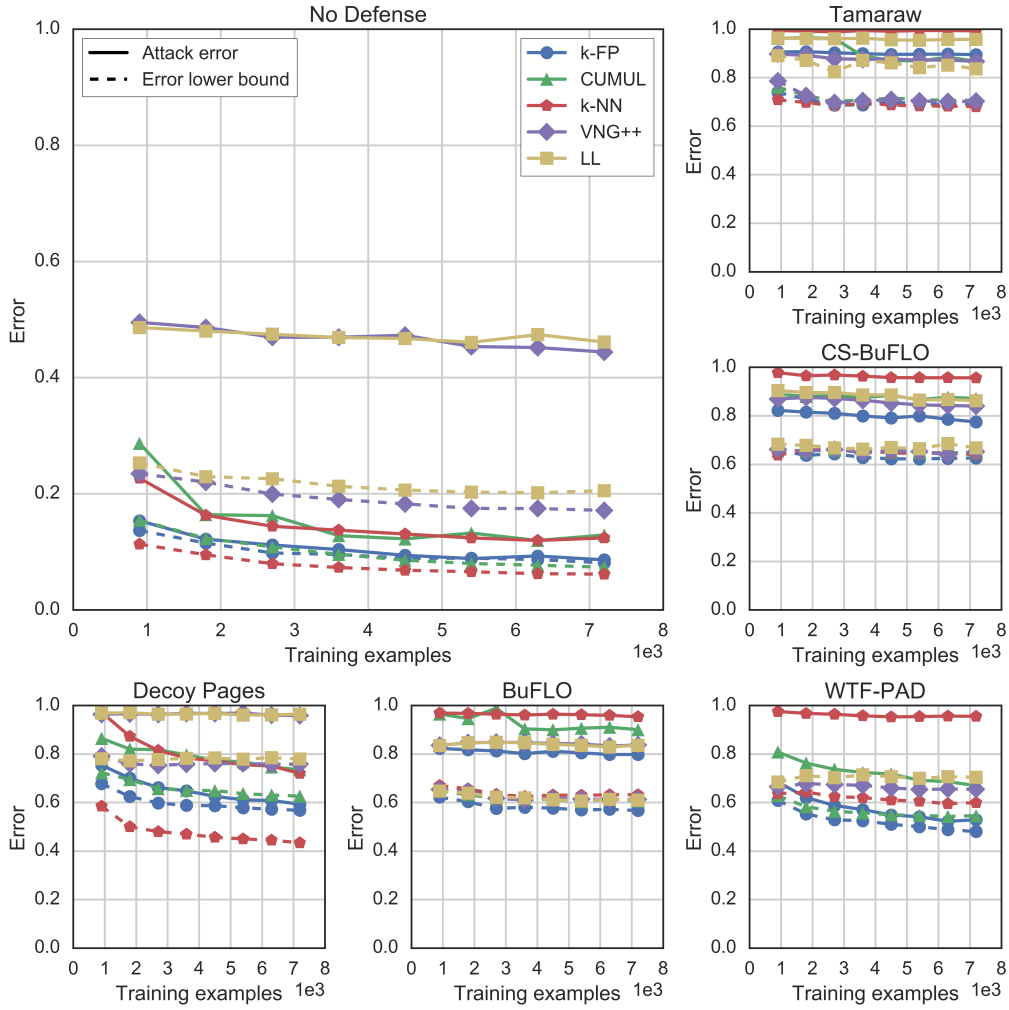 No Defense
1.0
0.8
0.6
0.4
0.2
0.0
Error
Attack error
Error lower bound
k-FP
CUMUL
k-NN
VNG++
LL
0 1 2 3 4 5 6 7 8
Training examples
1e3
Tamaraw
1.0
0.8
0.6
0.4
0.2
0.0
Error
0 1 2 3 4 5 6 7 8
Training examples
1e3
CS-BuFLO
1.0
0.8
0.6
0.4
0.2
0.0
Error
0 1 2 3 4 5 6 7 8
Training examples
1e3
Decoy Pages
1.0
0.8
0.6
0.4
0.2
0.0
Error
0 1 2 3 4 5 6 7 8
Training examples
1e3
BuFLO
1.0
0.8
0.6
0.4
0.2
0.0
Error
0 1 2 3 4 5 6 7 8
Training examples
1e3
WTF-PAD
1.0
0.8
0.6
0.4
0.2
0.0
Error
0 1 2 3 4 5 6 7 8
Training examples
1e3